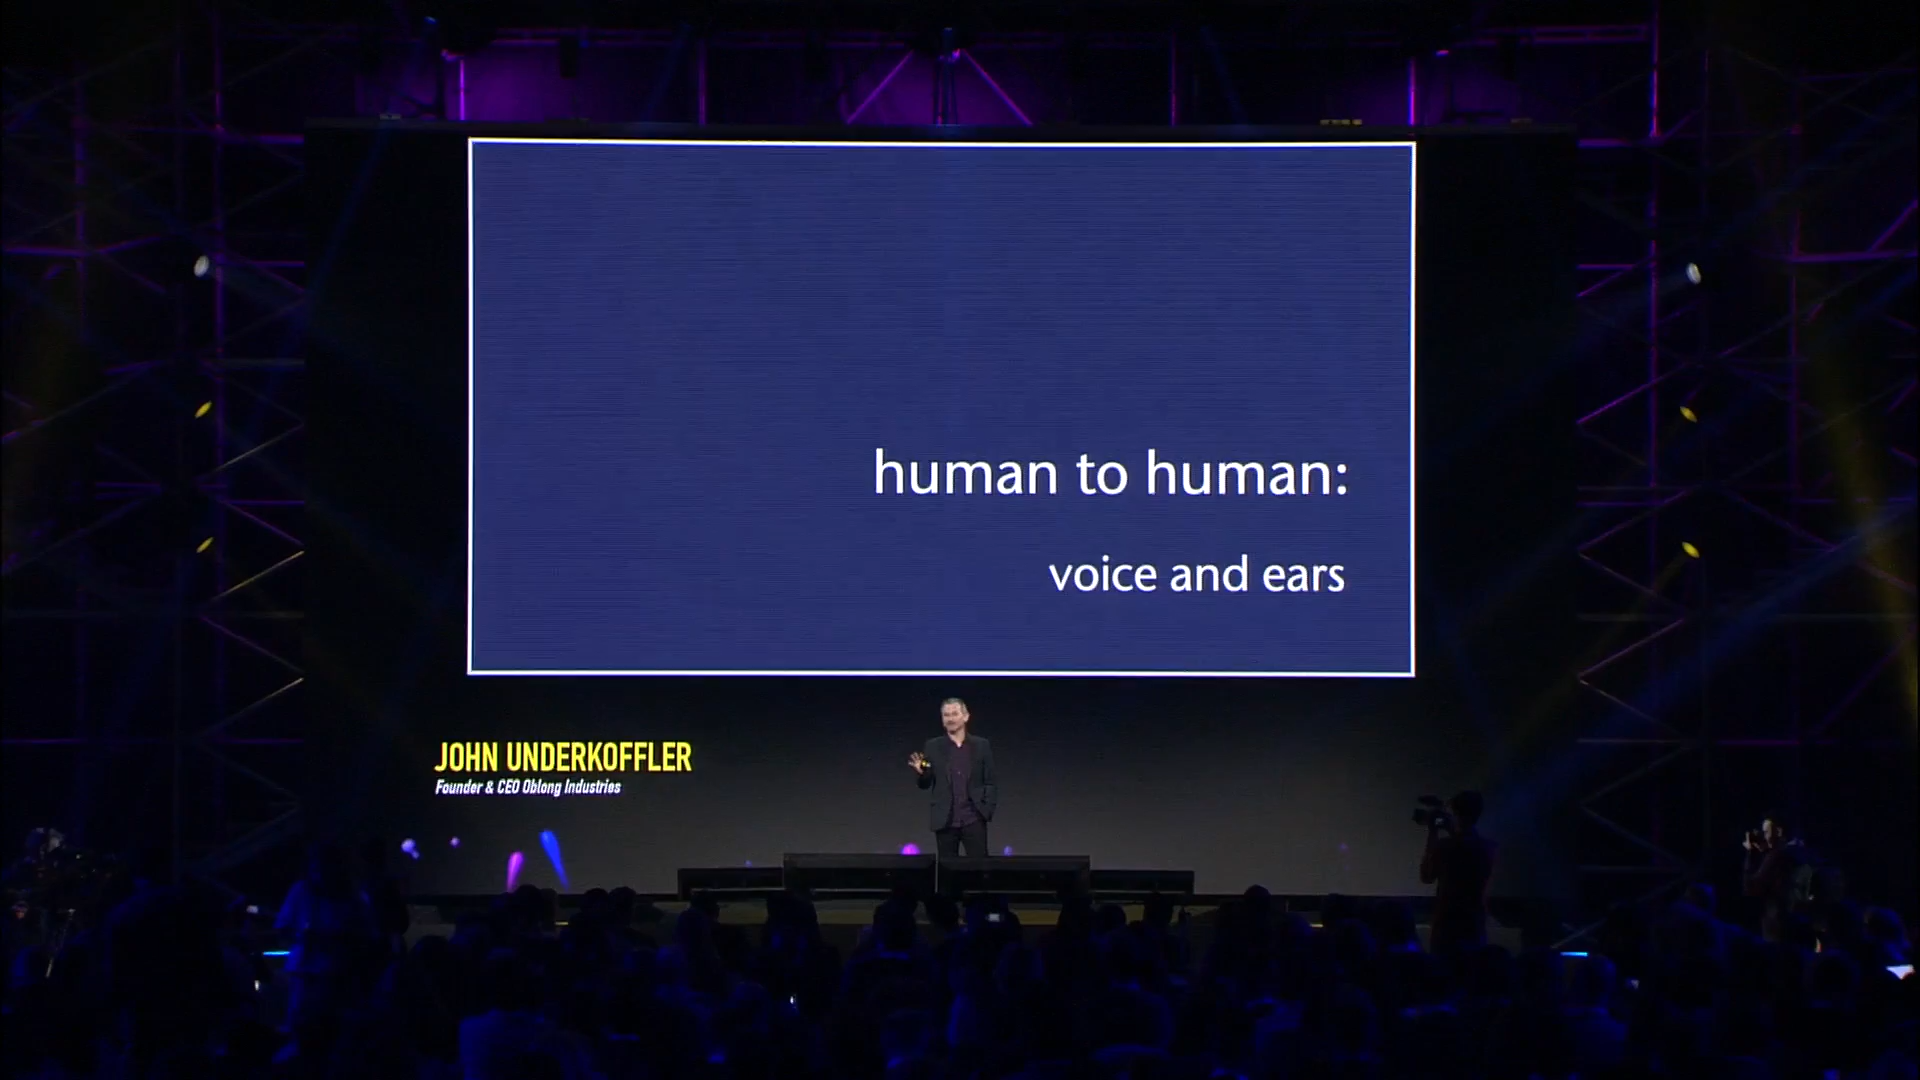 human to human:
voice and ears
JOHN UNDERKOFFLER
Founder & CEO Oblong Industries